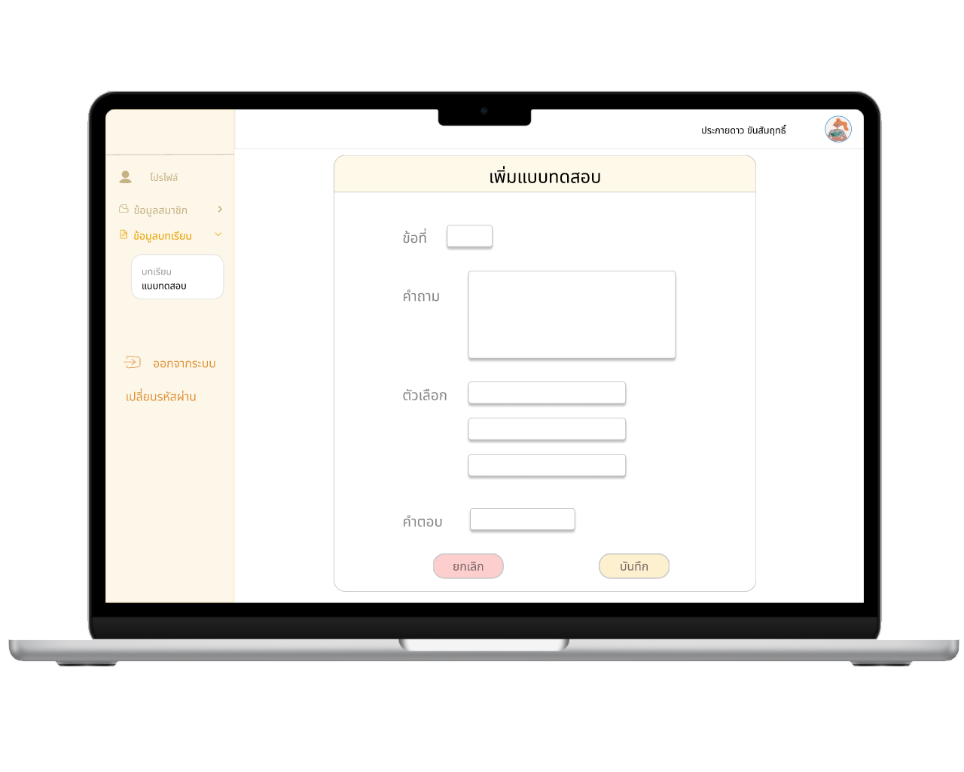 ประกายดาว ขันสัมฤทธิ์
โปรไฟล์
ข้อมูลสมาชิก
ข้อมูลบทเรียน
บทเรียน
แบบทดสอบ
ออกจากระบบ
เปลี่ยนรหัสผ่าน
เพิ่มแบบทดสอบ
ข้อที่
คำถาม
ตัวเลือก
คำตอบ
ยกเลิก
บันทึก